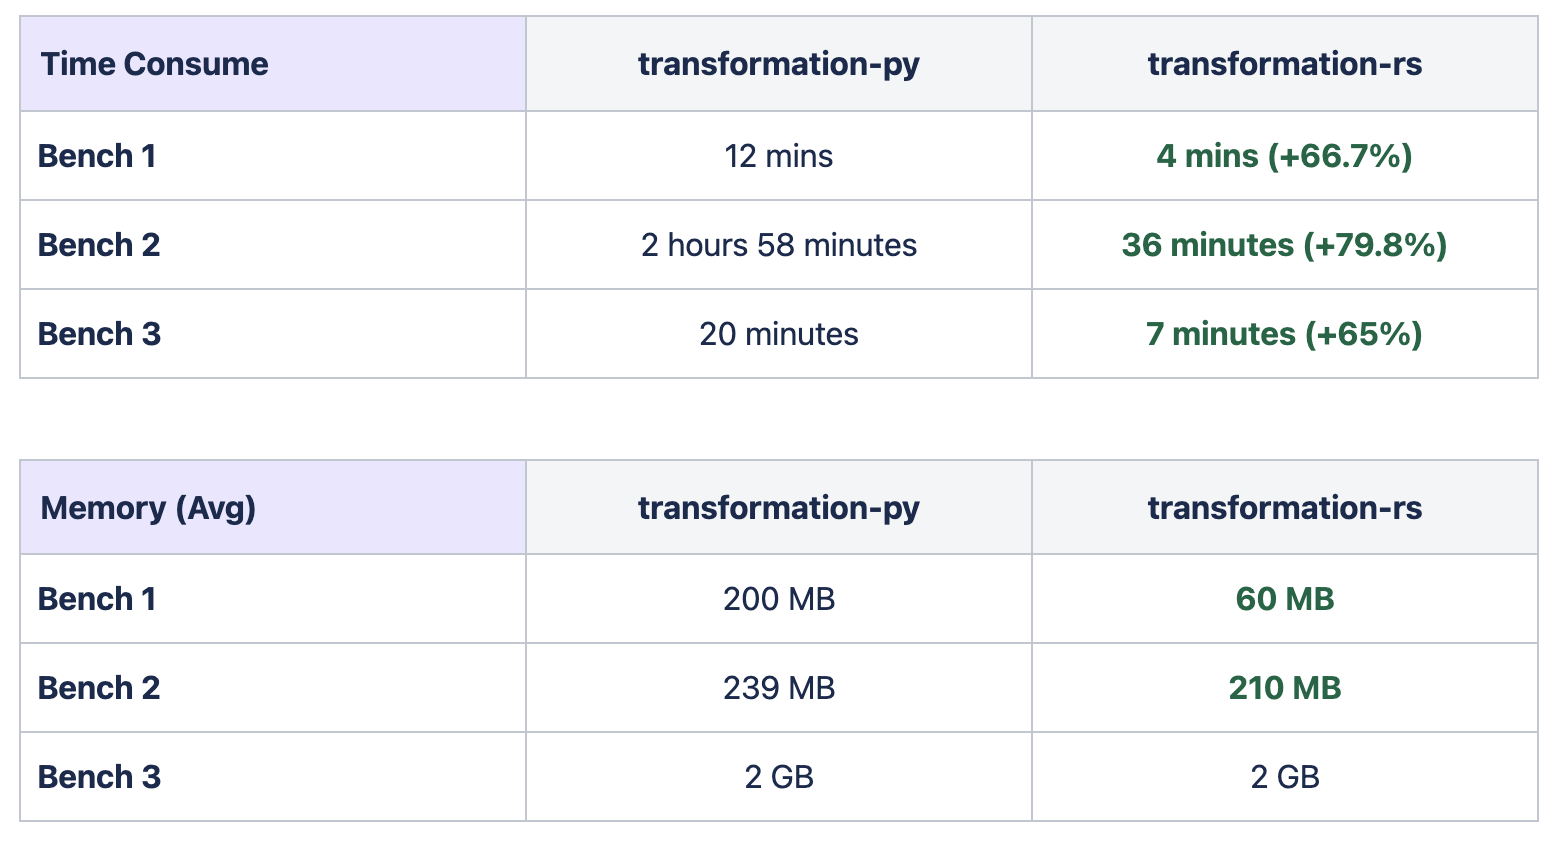 Time Consume transformation-py transformation-rs
Bench 1 12 mins 4 mins (+66.7%)
Bench 2 2 hours 58 minutes 36 minutes (+79.8%)
Bench 3 20 minutes 7 minutes (+65%)
Memory (Avg) transformation-py transformation-rs
Bench 1 200 MB 60 MB
Bench 2 239 MB 210 MB
Bench 3 2 GB 2 GB